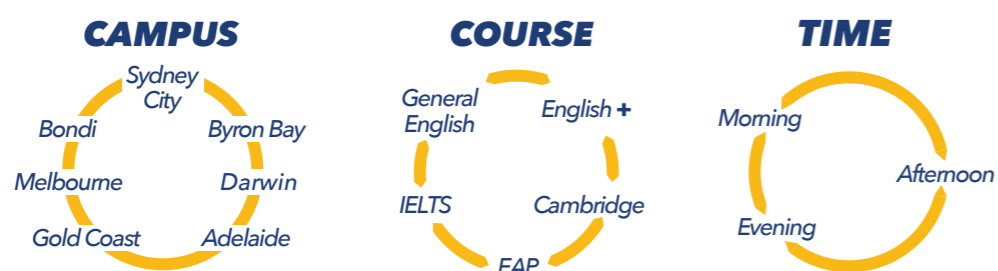 CAMPUS
Sydney
City
Bondi
Byron Bay
Melbourne
Darwin
Gold Coast
Adelaide
COURSE
General
English
English +
IELTS
Cambridge
EAP
TIME
Morning
Afternoon
Evening